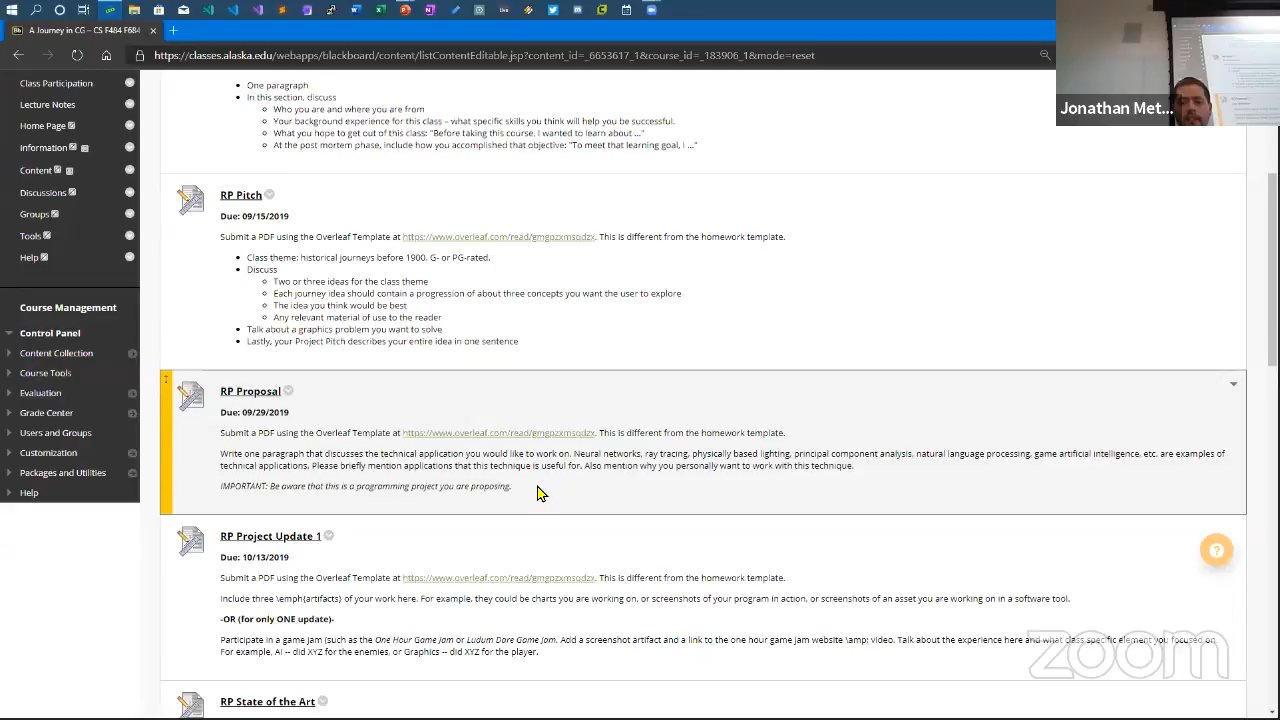 A Journey in CG – CS F484 F684
https://classes.alaska.edu/webapps/blackboard/content/listContentEditable.jsp?content_id=_6653617_1&course_id=_183906_1&mode=reset
Jonathan Met...
Class Participation
Lecture Notes
Home Page
Information
Content
Discussions
Groups
Tools
Help
Course Management
Control Panel
Content Collection
Course Tools
Evaluation
Grade Center
Users and Groups
Customization
Packages and Utilities
Help
One paragraph
In this section, discuss
Who you are and where you are from
Your background experience for this class – what specific skills you have will help you be successful.
What you hope to get out of this class: "Before taking this course, I wanted to learn about ..."
At the post mortem phase, include how you accomplished that objective: "To meet that learning goal, I ..."
RP Pitch
Due: 09/15/2019
Submit a PDF using the Overleaf Template at https://www.overleaf.com/read/gmgpzxmsqdzx. This is different from the homework template.
Class theme: historical journeys before 1900. G- or PG-rated.
Discuss
Two or three ideas for the class theme
Each journey idea should contain a progression of about three concepts you want the user to explore
The idea you think would be best
Any relevant material of use to the reader
Talk about a graphics problem you want to solve
Lastly, your Project Pitch describes your entire idea in one sentence
RP Proposal
Due: 09/29/2019
Submit a PDF using the Overleaf Template at https://www.overleaf.com/read/gmgpzxmsqdzx. This is different from the homework template.
Write one paragraph that discusses the technical application you would like to work on. Neural networks, ray tracing, physically based lighting, principal component analysis, natural language processing, game artificial intelligence, etc. are examples of
technical applications. Please briefly mention applications that this technique is useful for. Also mention why you personally want to work with this technique.
IMPORTANT: Be aware that this is a programming project you are proposing.
RP Project Update 1
Due: 10/13/2019
Submit a PDF using the Overleaf Template at https://www.overleaf.com/read/gmgpzxmsqdzx. This is different from the homework template.
Include three \emph{artifacts} of your work here. For example, they could be charts you are working on, or screenshots of your program in action, or screenshots of an asset you are working on in a software tool.
-OR (for only ONE update)-
Participate in a game jam (such as the One Hour Game Jam or Ludum Dare Game Jam. Add a screenshot artifact and a link to the one hour game jam website \amp; video. Talk about the experience here and what class specific element you focused on.
For example, AI -- did XYZ for the enemies, or Graphics -- did XYZ for the player.
RP State of the Art
zoom